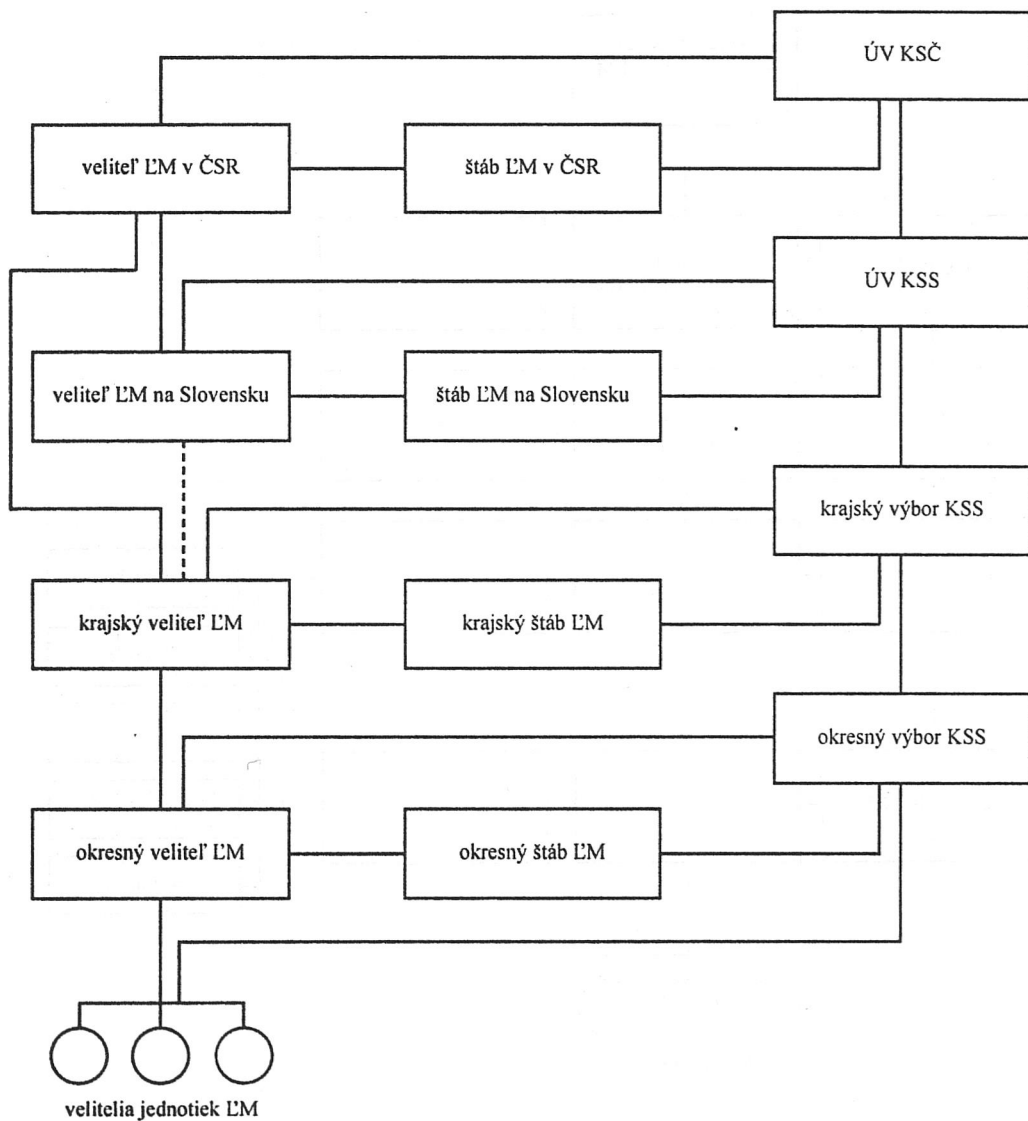 ÚV KSČ
veliteľ ĽM v ČSR
štáb ĽM v ČSR
ÚV KSS
veliteľ ĽM na Slovensku
štáb ĽM na Slovensku
krajský výbor KSS
krajský veliteľ ĽM
krajský štáb ĽM
okresný výbor KSS
okresný veliteľ ĽM
okresný štáb ĽM
velitelia jednotiek ĽM